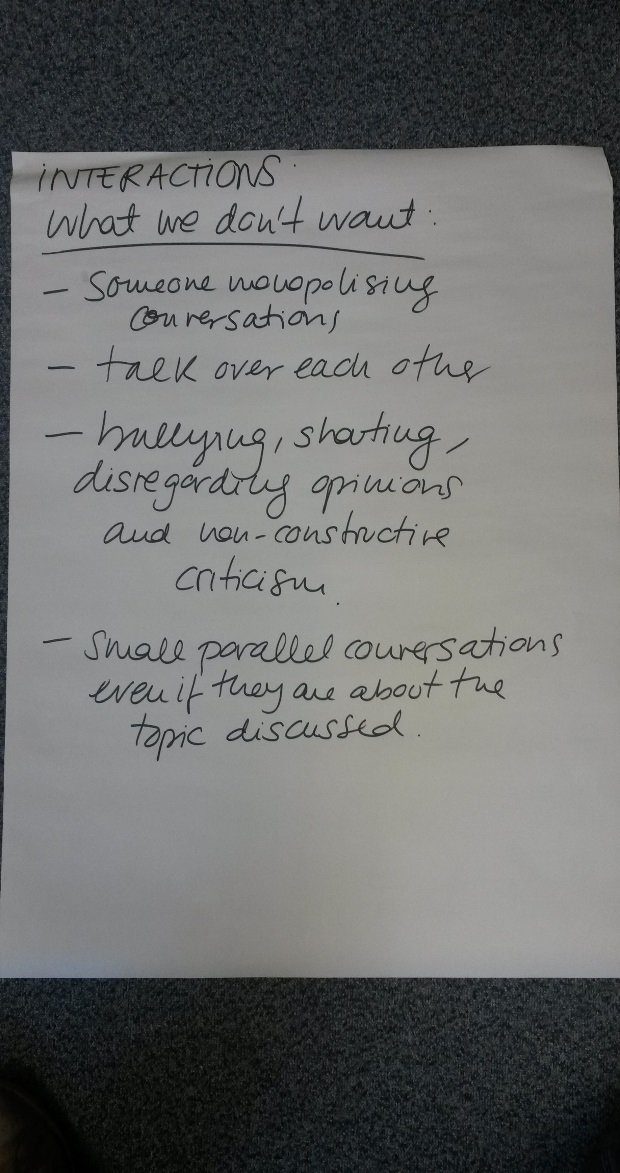 INTERACTIONS:
What we don't want:
- Someone monopolising
conversations
- talk over each other
- bullying, shoting,
disregarding opinions
and non-constructive
criticism.
- Small parallel conversations
even if they are about the
topic discussed.